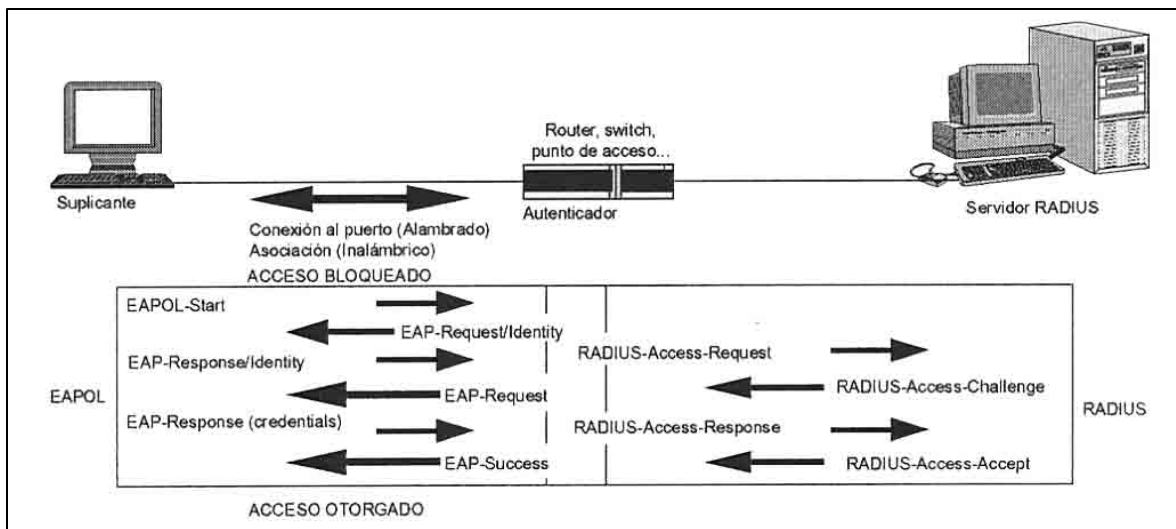 Router, switch,
punto de acceso...
Suplicante
Autenticador
Servidor RADIUS
Conexión al puerto (Alambrado)
Asociación (Inalámbrico)
ACCESO BLOQUEADO
EAPOL-Start
EAP-Request/Identity
RADIUS-Access-Request
EAP-Response/Identity
RADIUS-Access-Challenge
EAPOL
EAP-Request
RADIUS
EAP-Response (credentials)
RADIUS-Access-Response
EAP-Success
RADIUS-Access-Accept
ACCESO OTORGADO